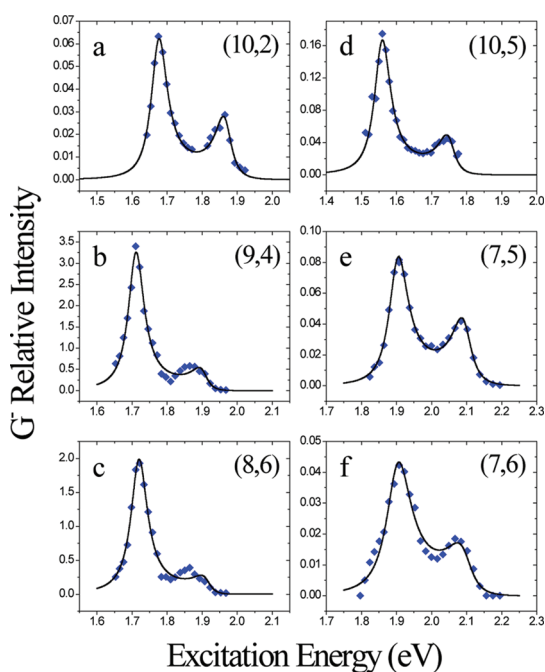 G⁻ Relative Intensity
a (10,2)
0.07
0.06
0.05
0.04
0.03
0.02
0.01
0.00
1.5 1.6 1.7 1.8 1.9 2.0
d (10,5)
0.16
0.12
0.08
0.04
0.00
1.4 1.5 1.6 1.7 1.8 1.9 2.0
b (9,4)
3.5
3.0
2.5
2.0
1.5
1.0
0.5
0.0
1.6 1.7 1.8 1.9 2.0 2.1
e (7,5)
0.10
0.08
0.06
0.04
0.02
0.00
1.7 1.8 1.9 2.0 2.1 2.2 2.3
c (8,6)
2.0
1.5
1.0
0.5
0.0
1.6 1.7 1.8 1.9 2.0 2.1
f (7,6)
0.05
0.04
0.03
0.02
0.01
0.00
1.7 1.8 1.9 2.0 2.1 2.2 2.3
Excitation Energy (eV)